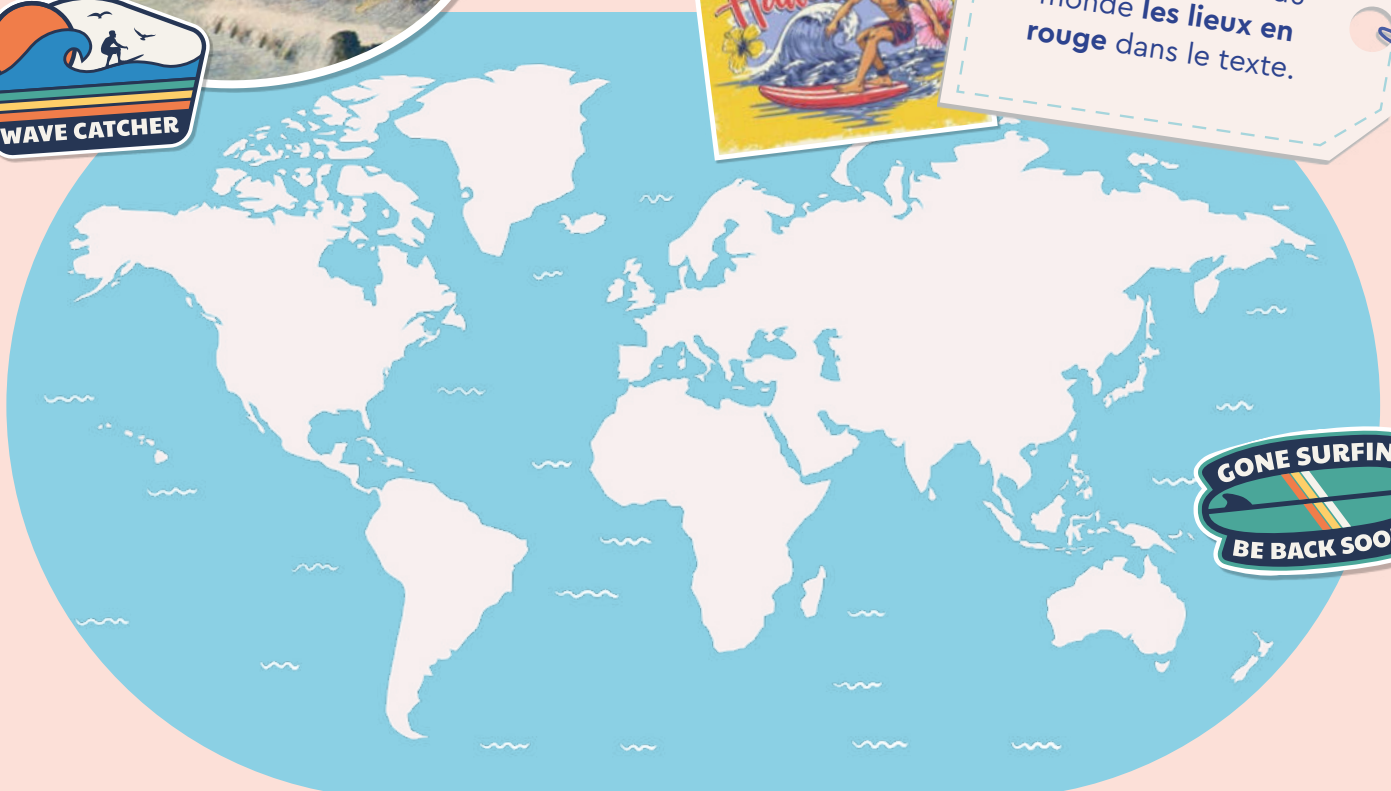 WAVE CATCHER
monde les lieux en
rouge dans le texte.
GONE SURFIN
BE BACK SOO